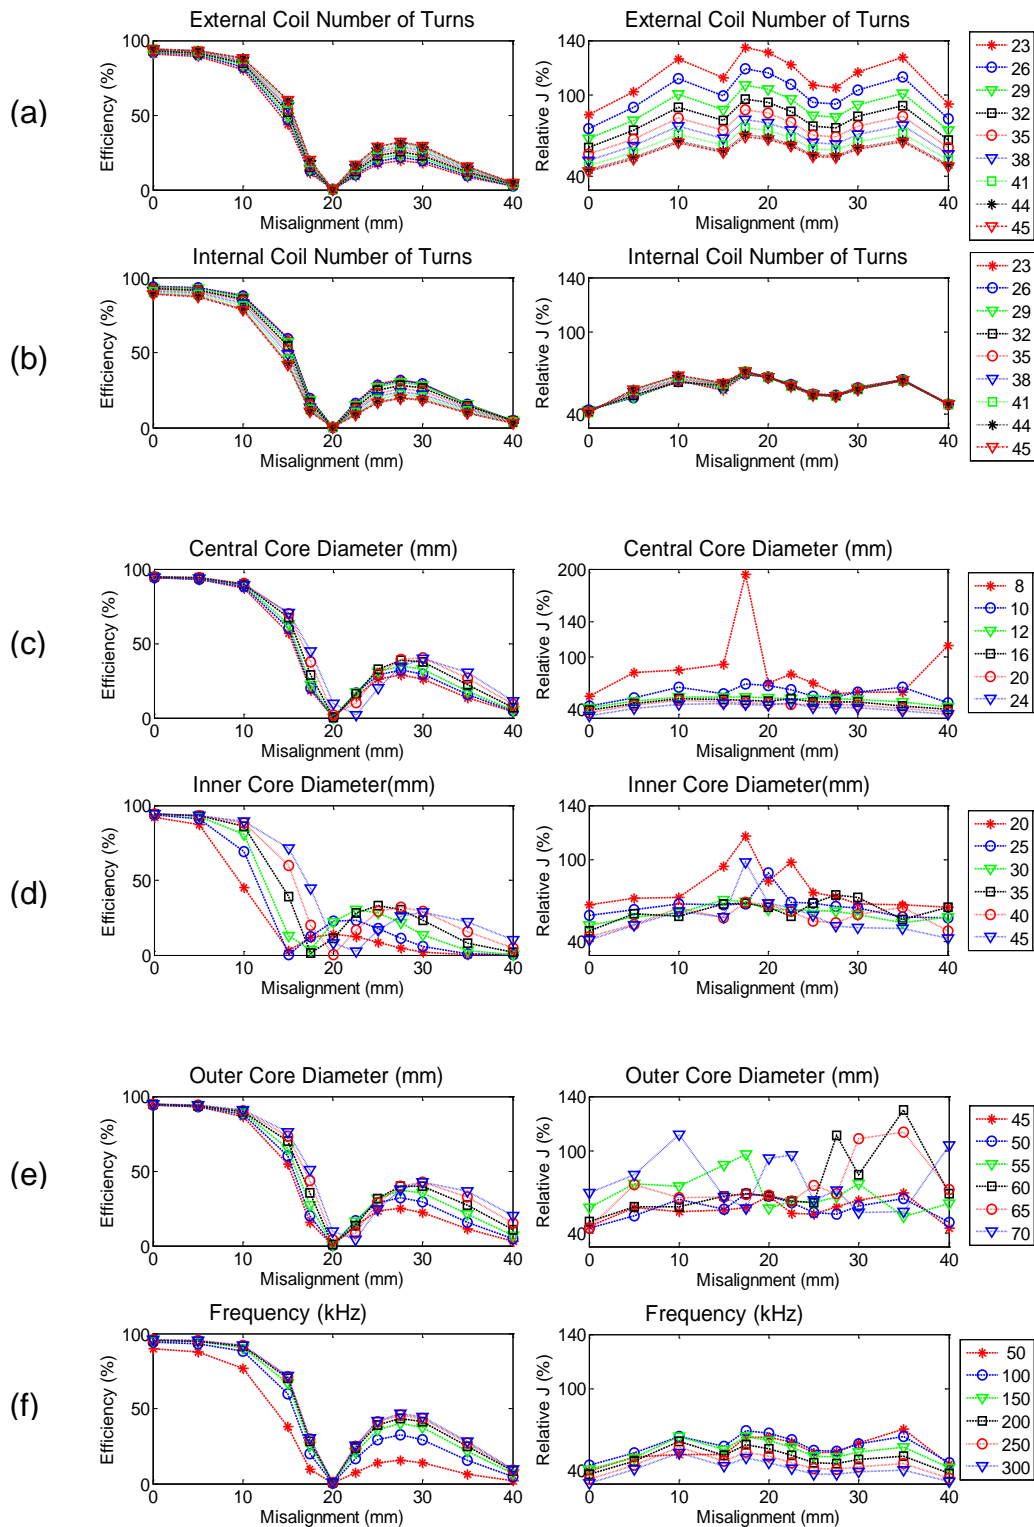 (a)
External Coil Number of Turns
Efficiency (%)
100
50
0
0 10 20 30 40
Misalignment (mm)
External Coil Number of Turns
Relative J (%)
140
100
40
0 10 20 30 40
Misalignment (mm)
23
26
29
32
35
38
41
44
45
(b)
Internal Coil Number of Turns
Efficiency (%)
100
50
0
0 10 20 30 40
Misalignment (mm)
Internal Coil Number of Turns
Relative J (%)
140
100
40
0 10 20 30 40
Misalignment (mm)
23
26
29
32
35
38
41
44
45
(c)
Central Core Diameter (mm)
Efficiency (%)
100
50
0
0 10 20 30 40
Misalignment (mm)
Central Core Diameter (mm)
Relative J (%)
200
140
100
40
0 10 20 30 40
Misalignment (mm)
8
10
12
16
20
24
(d)
Inner Core Diameter(mm)
Efficiency (%)
100
50
0
0 10 20 30 40
Misalignment (mm)
Inner Core Diameter(mm)
Relative J (%)
140
100
40
0 10 20 30 40
Misalignment (mm)
20
25
30
35
40
45
(e)
Outer Core Diameter (mm)
Efficiency (%)
100
50
0
0 10 20 30 40
Misalignment (mm)
Outer Core Diameter (mm)
Relative J (%)
140
100
40
0 10 20 30 40
Misalignment (mm)
45
50
55
60
65
70
(f)
Frequency (kHz)
Efficiency (%)
100
50
0
0 10 20 30 40
Misalignment (mm)
Frequency (kHz)
Relative J (%)
140
100
40
0 10 20 30 40
Misalignment (mm)
50
100
150
200
250
300